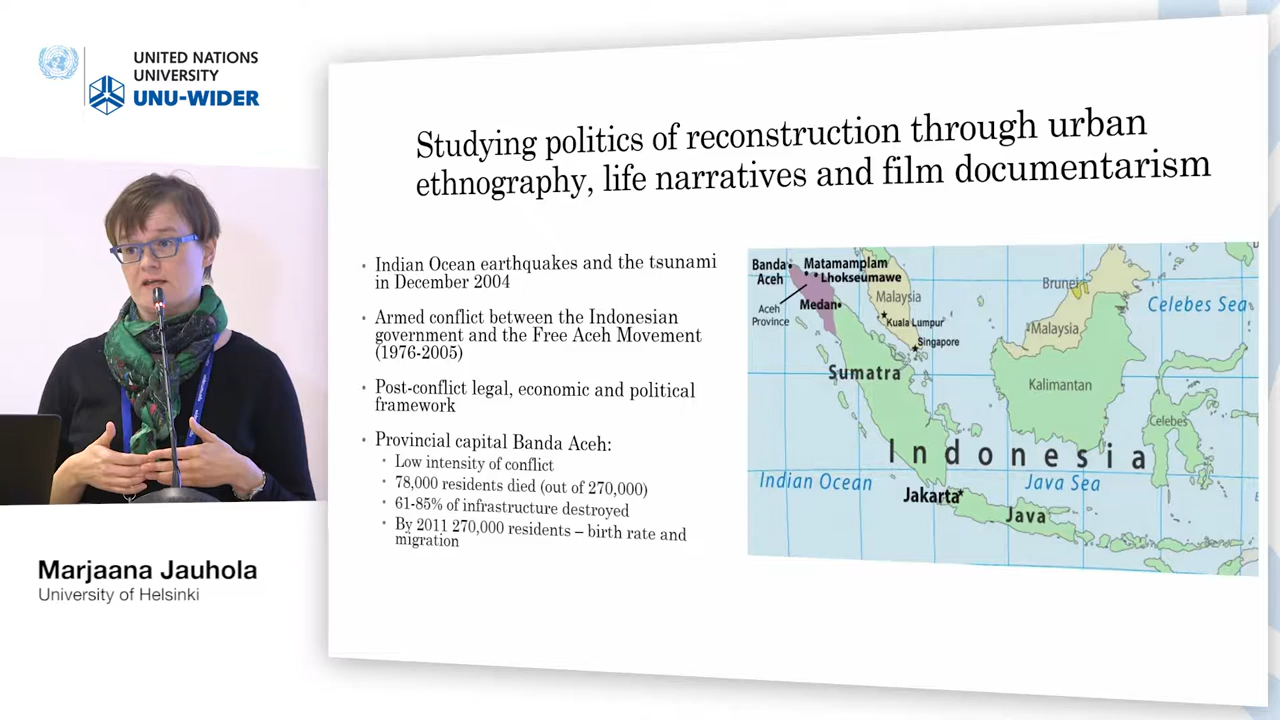 UNITED NATIONS
UNIVERSITY
UNU-WIDER
Marjaana Jauhola
University of Helsinki
Studying politics of reconstruction through urban
ethnography, life narratives and film documentarism
Indian Ocean earthquakes and the tsunami
in December 2004
Armed conflict between the Indonesian
government and the Free Aceh Movement
(1976-2005)
Post-conflict legal, economic and political
framework
Provincial capital Banda Aceh:
Low intensity of conflict
78,000 residents died (out of 270,000)
61-85% of infrastructure destroyed
By 2011 270,000 residents – birth rate and
migration
Banda
Aceh
Matamamplam
Lhokseumawe
Aceh
Province
Medan
Malaysia
Kuala Lumpur
Singapore
Sumatra
Brunei
Malaysia
Celebes Sea
Kalimantan
Celebes
Indonesia
Indian Ocean
Java Sea
Jakarta
Java